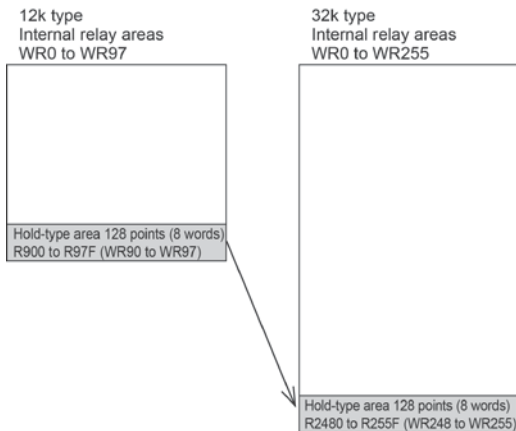 12k type
Internal relay areas
WR0 to WR97
Hold-type area 128 points (8 words)
R900 to R97F (WR90 to WR97)
32k type
Internal relay areas
WR0 to WR255
Hold-type area 128 points (8 words)
R2480 to R255F (WR248 to WR255)